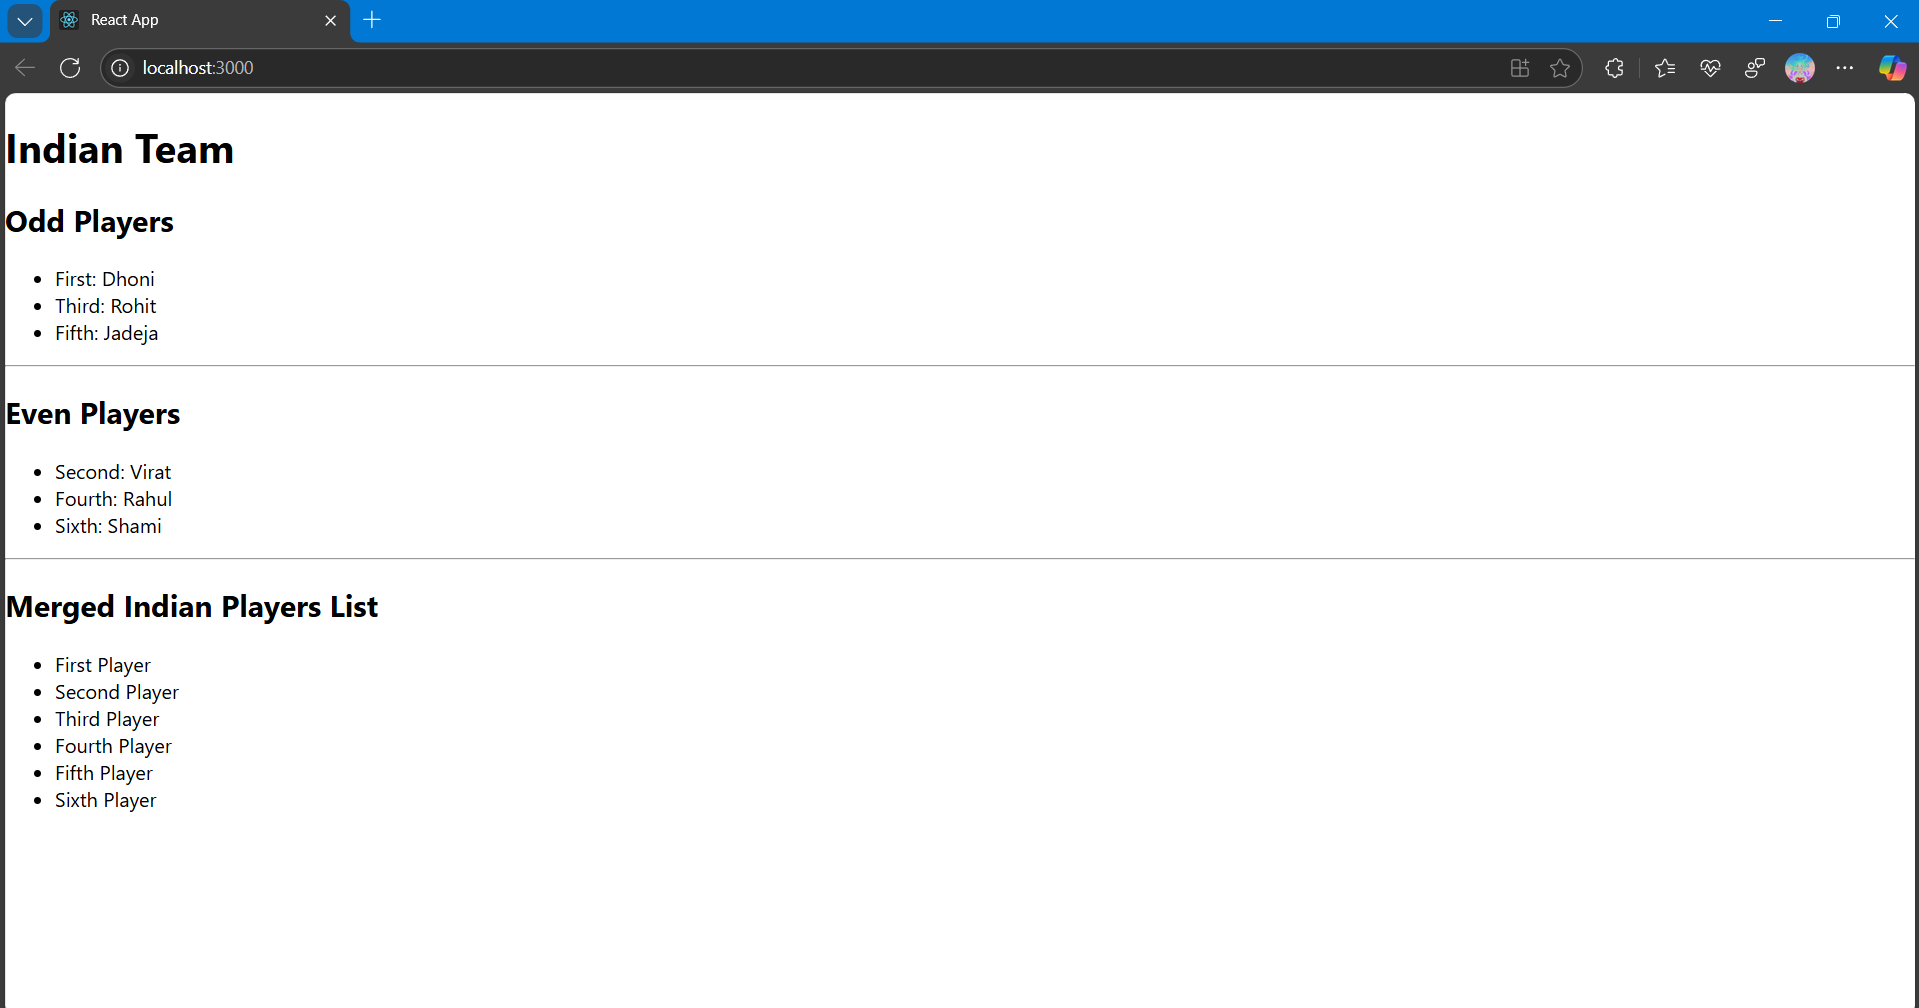 React App
localhost:3000
Indian Team
Odd Players
First: Dhoni
Third: Rohit
Fifth: Jadeja
Even Players
Second: Virat
Fourth: Rahul
Sixth: Shami
Merged Indian Players List
First Player
Second Player
Third Player
Fourth Player
Fifth Player
Sixth Player